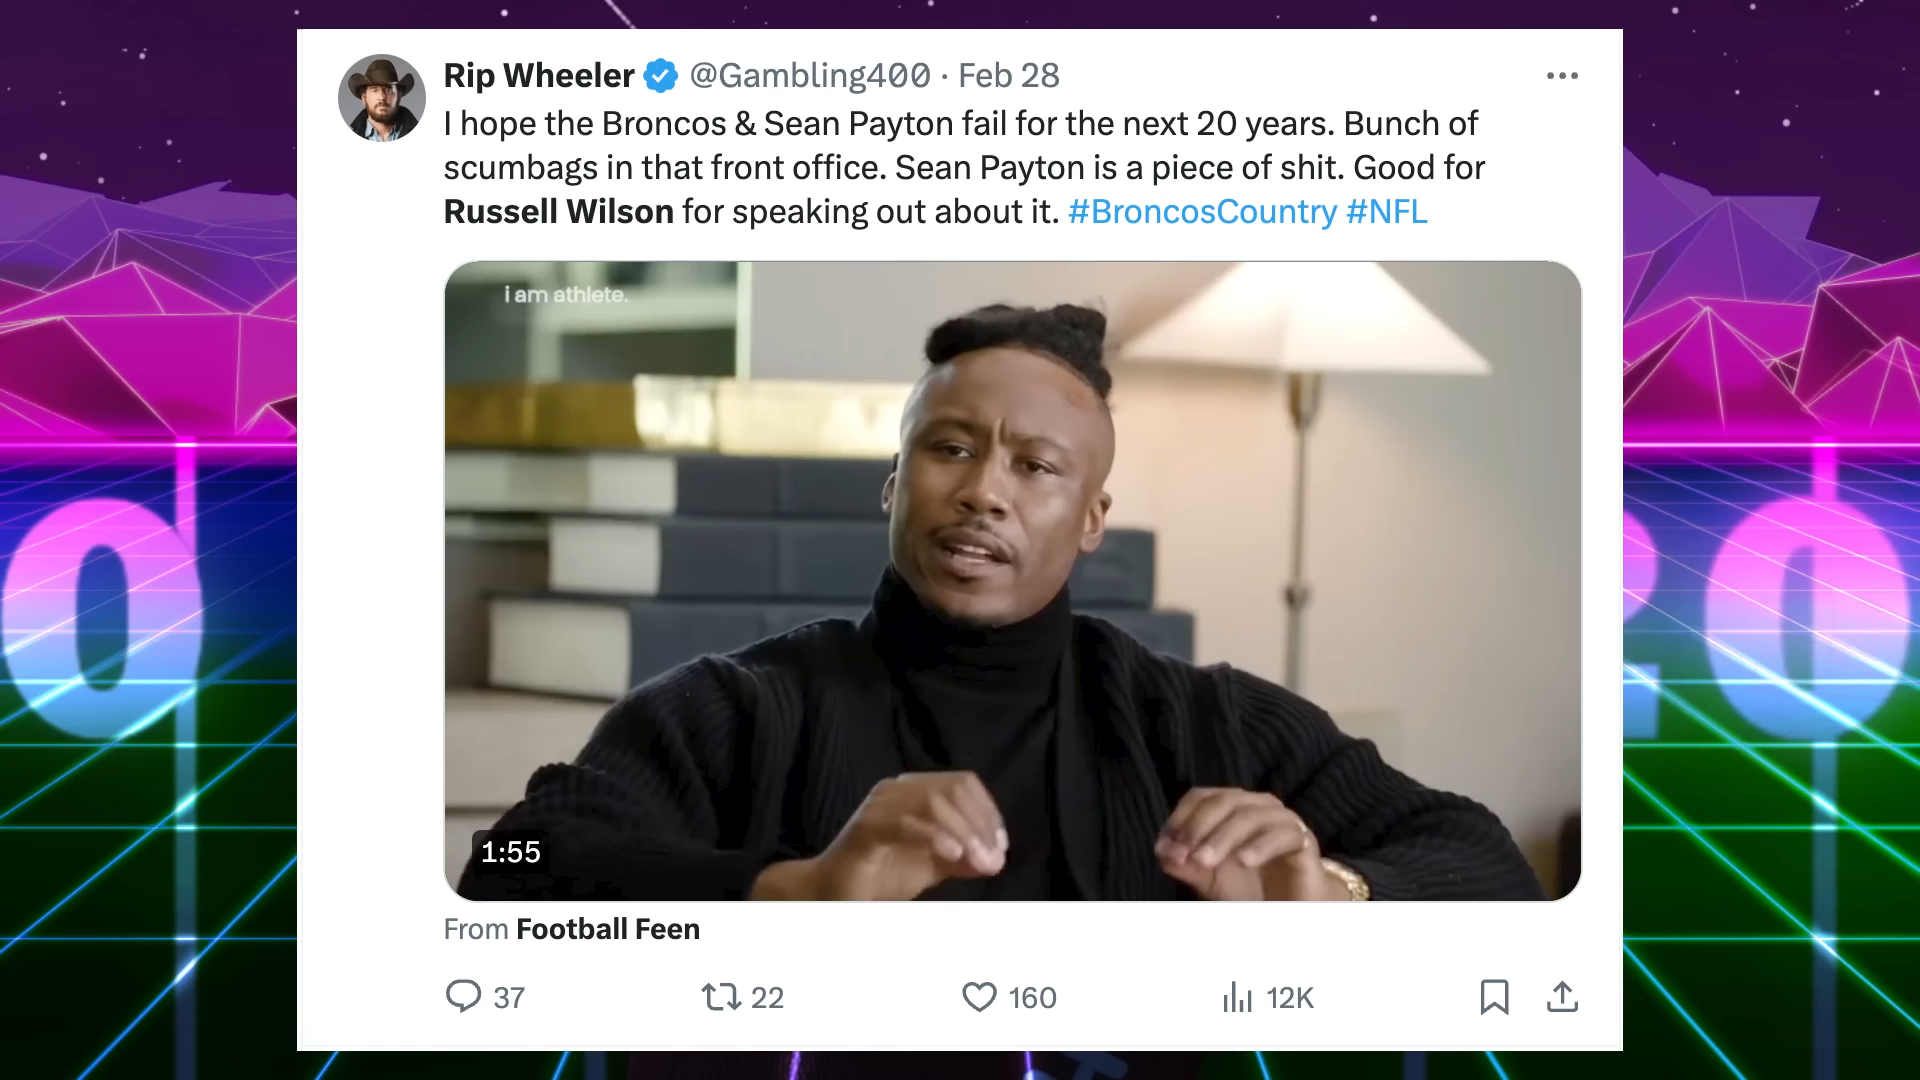 Rip Wheeler @Gambling400 · Feb 28
I hope the Broncos & Sean Payton fail for the next 20 years. Bunch of
scumbags in that front office. Sean Payton is a piece of shit. Good for
Russell Wilson for speaking out about it. #BroncosCountry #NFL
i am athlete.
1:55
From Football Feen
37 22 160 12K